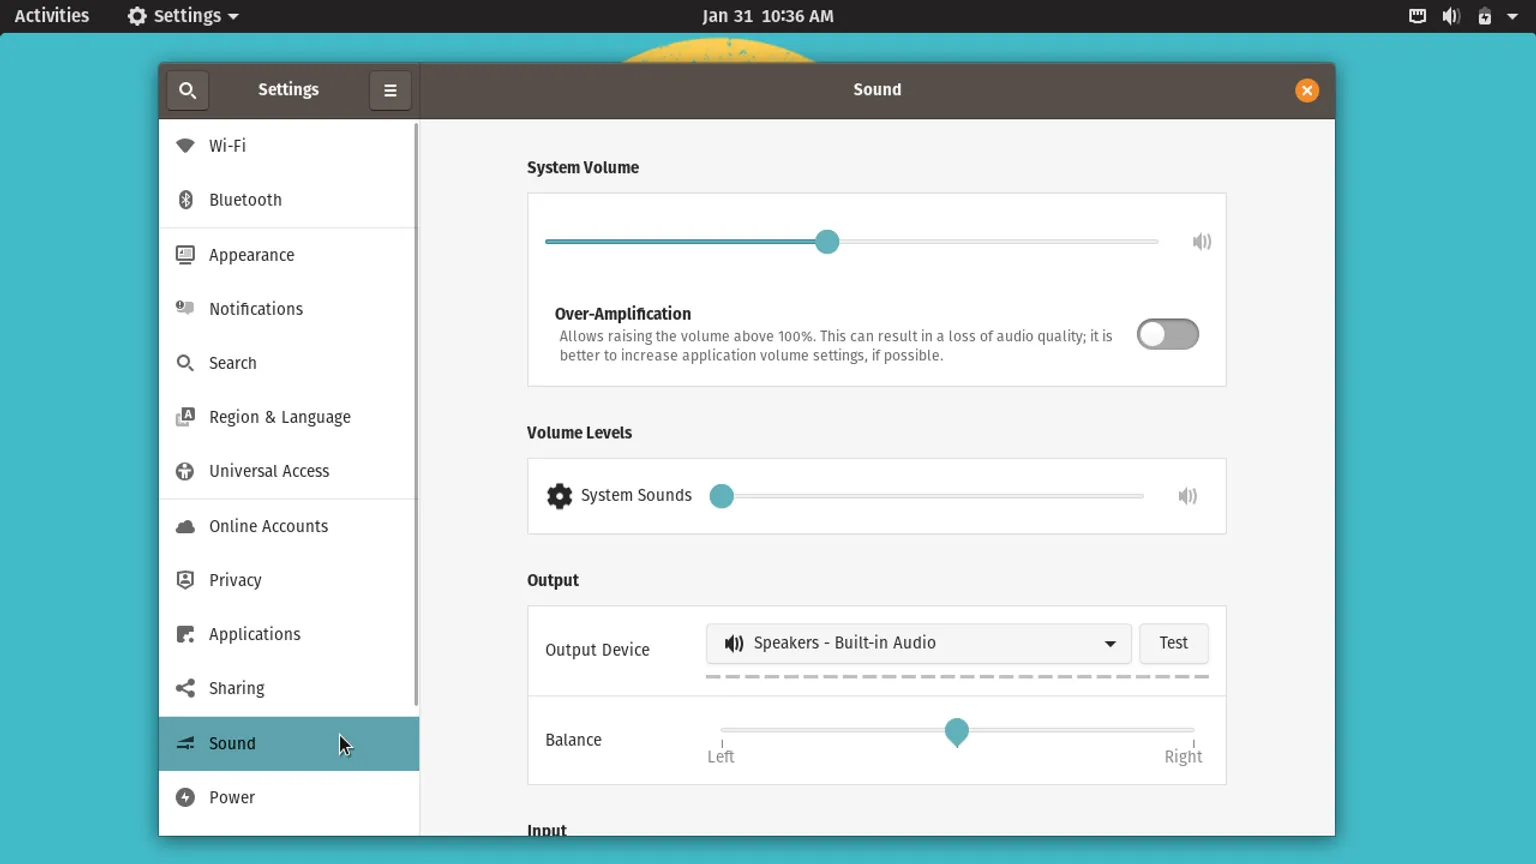 Activities
Settings
Jan 31 10:36 AM
Settings
Sound
Wi-Fi
Bluetooth
Appearance
Notifications
Search
Region & Language
Universal Access
Online Accounts
Privacy
Applications
Sharing
Sound
Power
System Volume
Over-Amplification
Allows raising the volume above 100%. This can result in a loss of audio quality; it is
better to increase application volume settings, if possible.
Volume Levels
System Sounds
Output
Output Device
Speakers - Built-in Audio
Test
Balance
Left
Right
Input